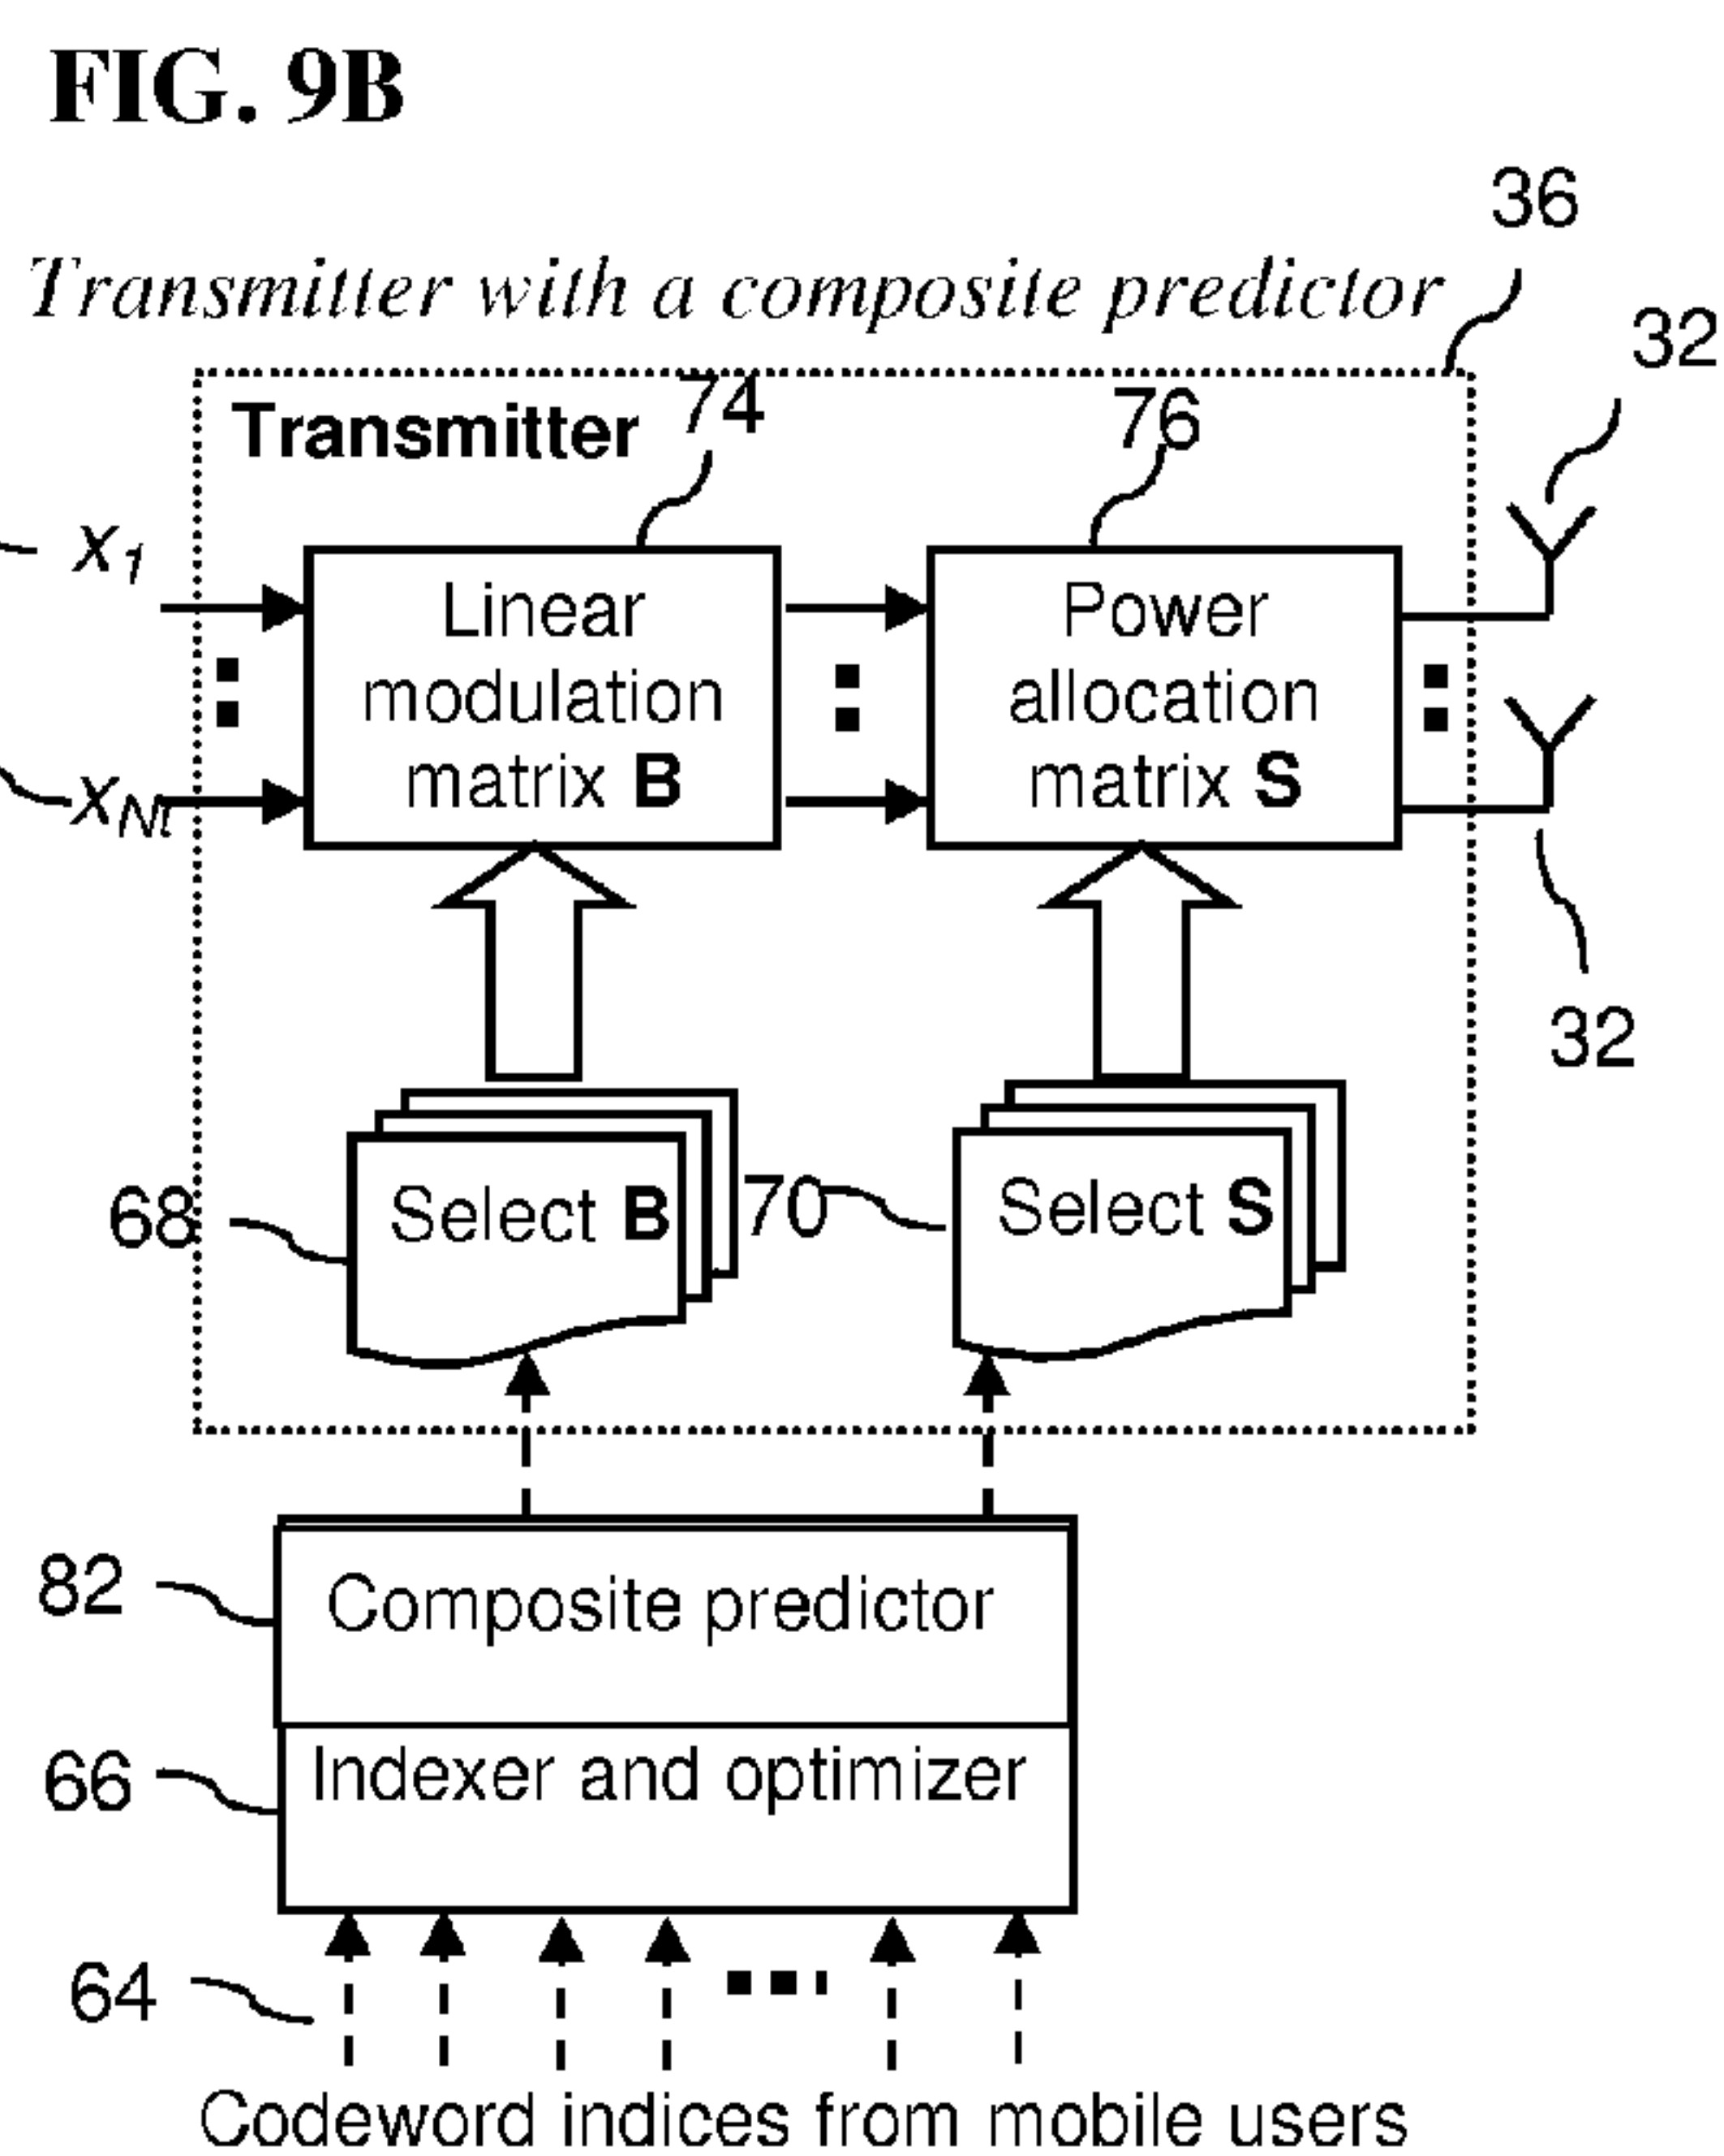 FIG. 9B
36
Transmitter with a composite predictor
32
Transmitter
74
76
x1
Linear
modulation
matrix B
Power
allocation
matrix S
xNt
32
68
Select B
70
Select S
82
Composite predictor
66
Indexer and optimizer
64
Codeword indices from mobile users